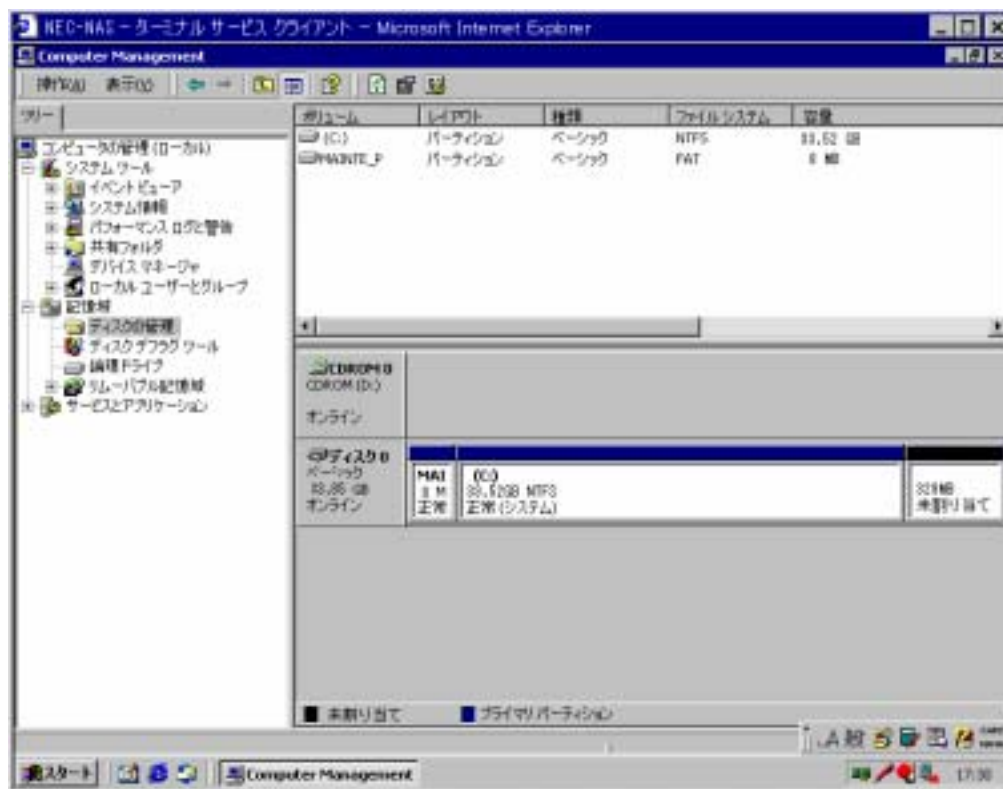 NEC-NAS - ターミナル サービス クライアント - Microsoft Internet Explorer
Computer Management
操作(A) 表示(V)
ツリー
コンピュータの管理 (ローカル)
システム ツール
イベント ビューア
システム情報
パフォーマンス ログと警告
共有フォルダ
デバイス マネージャ
ローカル ユーザーとグループ
記憶域
ディスクの管理
ディスク デフラグ ツール
論理ドライブ
リムーバブル記憶域
サービスとアプリケーション
ボリューム レイアウト 種類 ファイル システム 容量
(C:) パーティション ベーシック NTFS 33.52 GB
MAINTE_P パーティション ベーシック FAT 8 MB
CDROM 0
CDROM (D:)
オンライン
ディスク 0
ベーシック
33.85 GB
オンライン
MAI
8 M
正常
(C:)
33.52GB NTFS
正常 (システム)
328MB
未割り当て
未割り当て プライマリ パーティション
A 般
スタート Computer Management